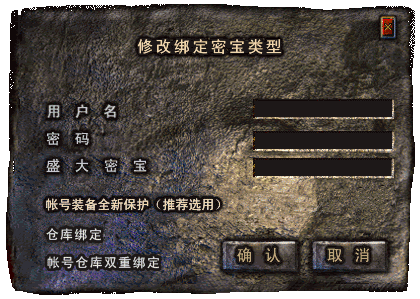 修改绑定密宝类型
用户名
密码
盛大密宝
帐号装备全新保护（推荐选用）
仓库绑定
帐号仓库双重绑定
确认 取消